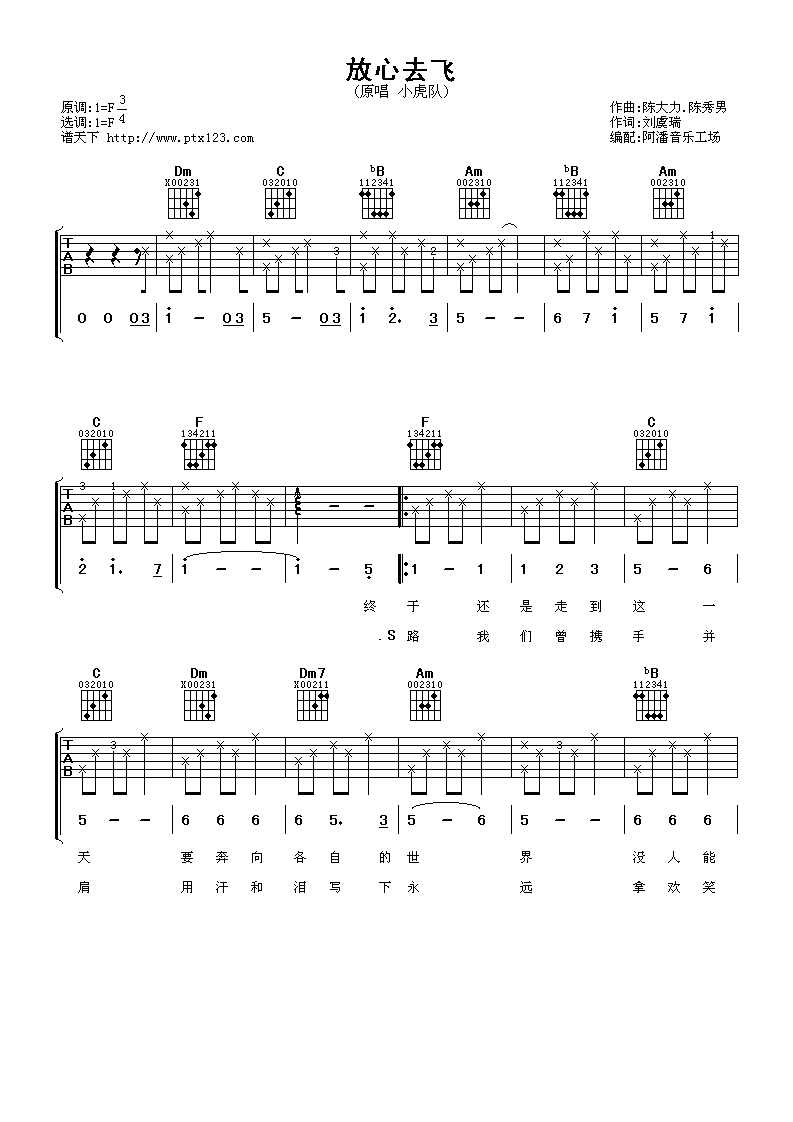 放心去飞
(原唱 小虎队)
原调:1=F 3/4
选调:1=F
谱天下 http://www.ptx123.com
作曲:陈大力.陈秀男
作词:刘虞瑞
编配:阿潘音乐工场
Dm C ♭B Am ♭B Am
X00231 032010 112341 002310 112341 002310
T A B 3 2 1
0 0 03 | i - 03 | 5 - 03 | i 2̇. 3 | 5 - - | 6 7 i | 5 7 i |
C F F C
032010 134211 134211 032010
T A B 3 1
2̇ i. 7 | i - - | i - 5̣ |: 1 - 1 | 1 2 3 | 5 - 6 |
终 于 还 是 走 到 这 一
.S 路 我 们 曾 携 手 并
C Dm Dm7 Am ♭B
032010 X00231 X00211 002310 112341
T A B 3 3
5 - - | 6 6 6 | 6 5. 3 | 5 - 6 | 5 - - | 6 6 6 |
天 要 奔 向 各 自 的 世 界 没 人 能
肩 用 汗 和 泪 写 下 永 远 拿 欢 笑